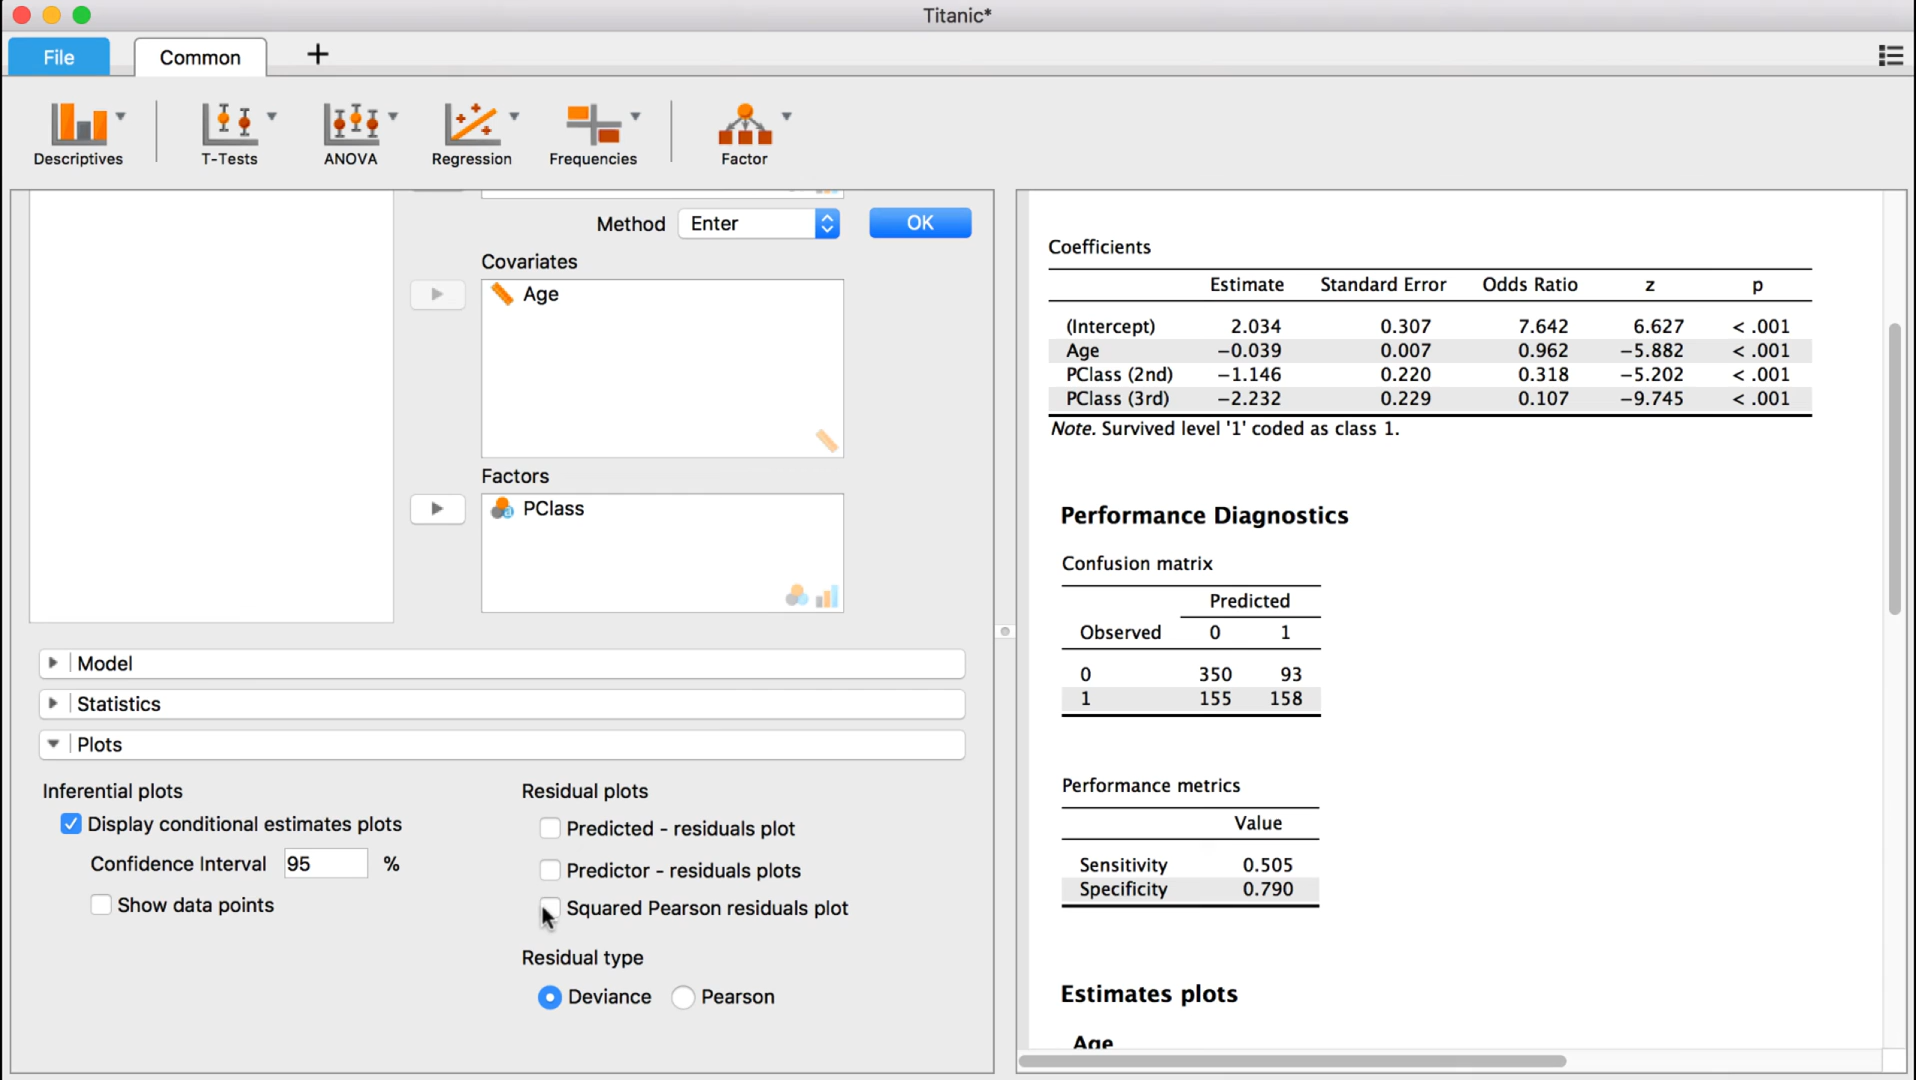 Titanic*
File
Common
+
Descriptives
T-Tests
ANOVA
Regression
Frequencies
Factor
Method Enter OK
Covariates
Age
Factors
PClass
Model
Statistics
Plots
Inferential plots
Display conditional estimates plots
Confidence Interval 95 %
Show data points
Residual plots
Predicted - residuals plot
Predictor - residuals plots
Squared Pearson residuals plot
Residual type
Deviance Pearson
Coefficients
Estimate Standard Error Odds Ratio z p
(Intercept) 2.034 0.307 7.642 6.627 < .001
Age −0.039 0.007 0.962 −5.882 < .001
PClass (2nd) −1.146 0.220 0.318 −5.202 < .001
PClass (3rd) −2.232 0.229 0.107 −9.745 < .001
Note. Survived level '1' coded as class 1.
Performance Diagnostics
Confusion matrix
Predicted
Observed 0 1
0 350 93
1 155 158
Performance metrics
Value
Sensitivity 0.505
Specificity 0.790
Estimates plots
Age